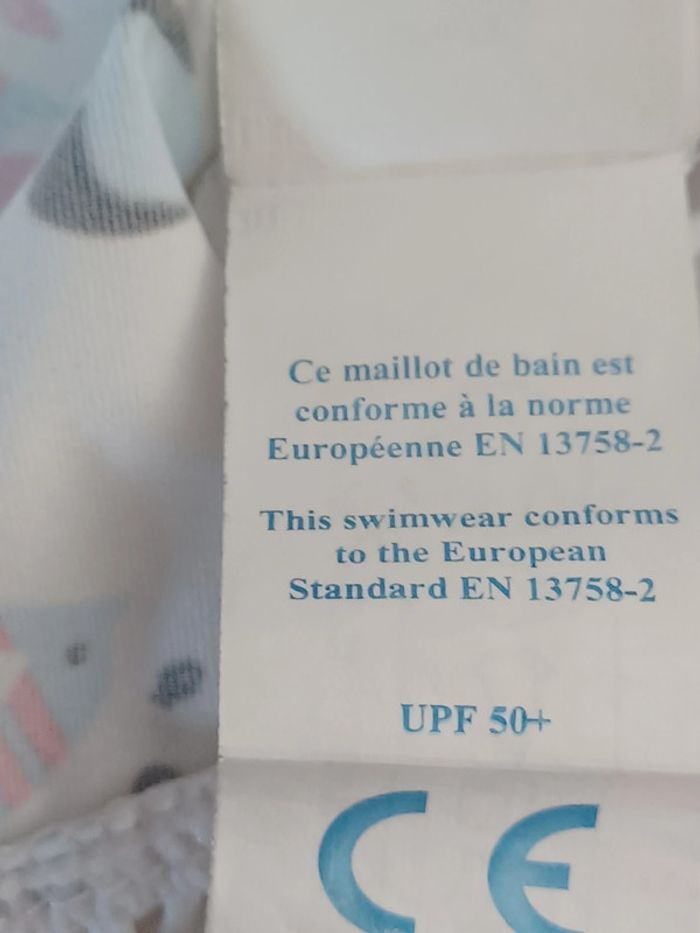 Ce maillot de bain est
conforme à la norme
Européenne EN 13758-2
This swimwear conforms
to the European
Standard EN 13758-2
UPF 50+
CE